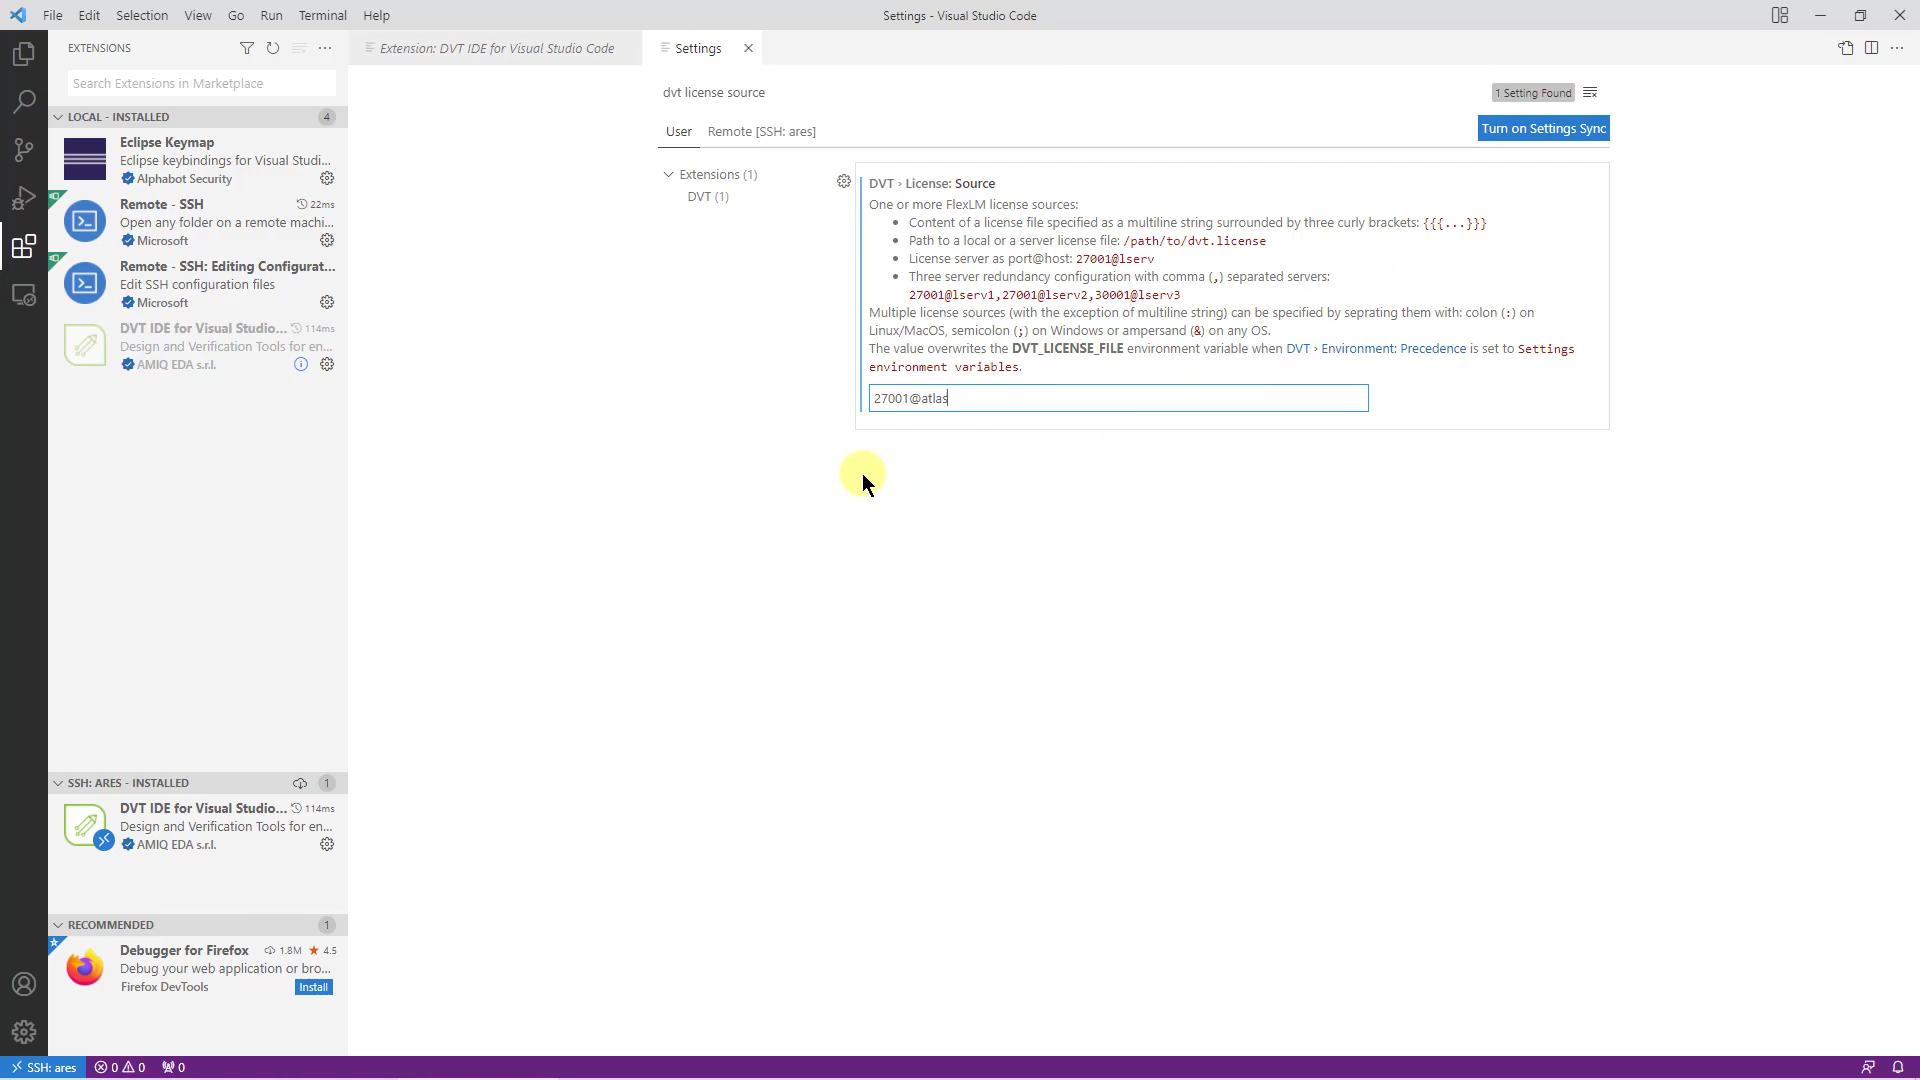 File Edit Selection View Go Run Terminal Help
Settings - Visual Studio Code
EXTENSIONS
Search Extensions in Marketplace
LOCAL - INSTALLED 4
Eclipse Keymap
Eclipse keybindings for Visual Studi...
Alphabot Security
Remote - SSH 22ms
Open any folder on a remote machi...
Microsoft
Remote - SSH: Editing Configurat...
Edit SSH configuration files
Microsoft
DVT IDE for Visual Studio... 114ms
Design and Verification Tools for en...
AMIQ EDA s.r.l.
SSH: ARES - INSTALLED 1
DVT IDE for Visual Studio... 114ms
Design and Verification Tools for en...
AMIQ EDA s.r.l.
RECOMMENDED 1
Debugger for Firefox 1.8M 4.5
Debug your web application or bro...
Firefox DevTools Install
Extension: DVT IDE for Visual Studio Code
Settings
dvt license source
1 Setting Found
User Remote [SSH: ares]
Turn on Settings Sync
Extensions (1)
DVT (1)
DVT › License: Source
One or more FlexLM license sources:
• Content of a license file specified as a multiline string surrounded by three curly brackets: {{{...}}}
• Path to a local or a server license file: /path/to/dvt.license
• License server as port@host: 27001@lserv
• Three server redundancy configuration with comma (,) separated servers:
27001@lserv1,27001@lserv2,30001@lserv3
Multiple license sources (with the exception of multiline string) can be specified by seprating them with: colon (:) on
Linux/MacOS, semicolon (;) on Windows or ampersand (&) on any OS.
The value overwrites the DVT_LICENSE_FILE environment variable when DVT › Environment: Precedence is set to Settings
environment variables.
27001@atlas
SSH: ares 0 0 0